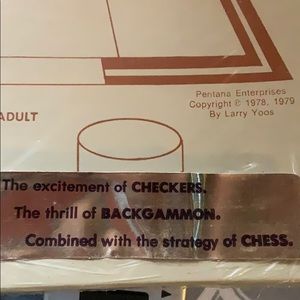 Pentana Enterprises
Copyright © 1978, 1979
By Larry Yoos
ADULT
The excitement of CHECKERS.
The thrill of BACKGAMMON.
Combined with the strategy of CHESS.